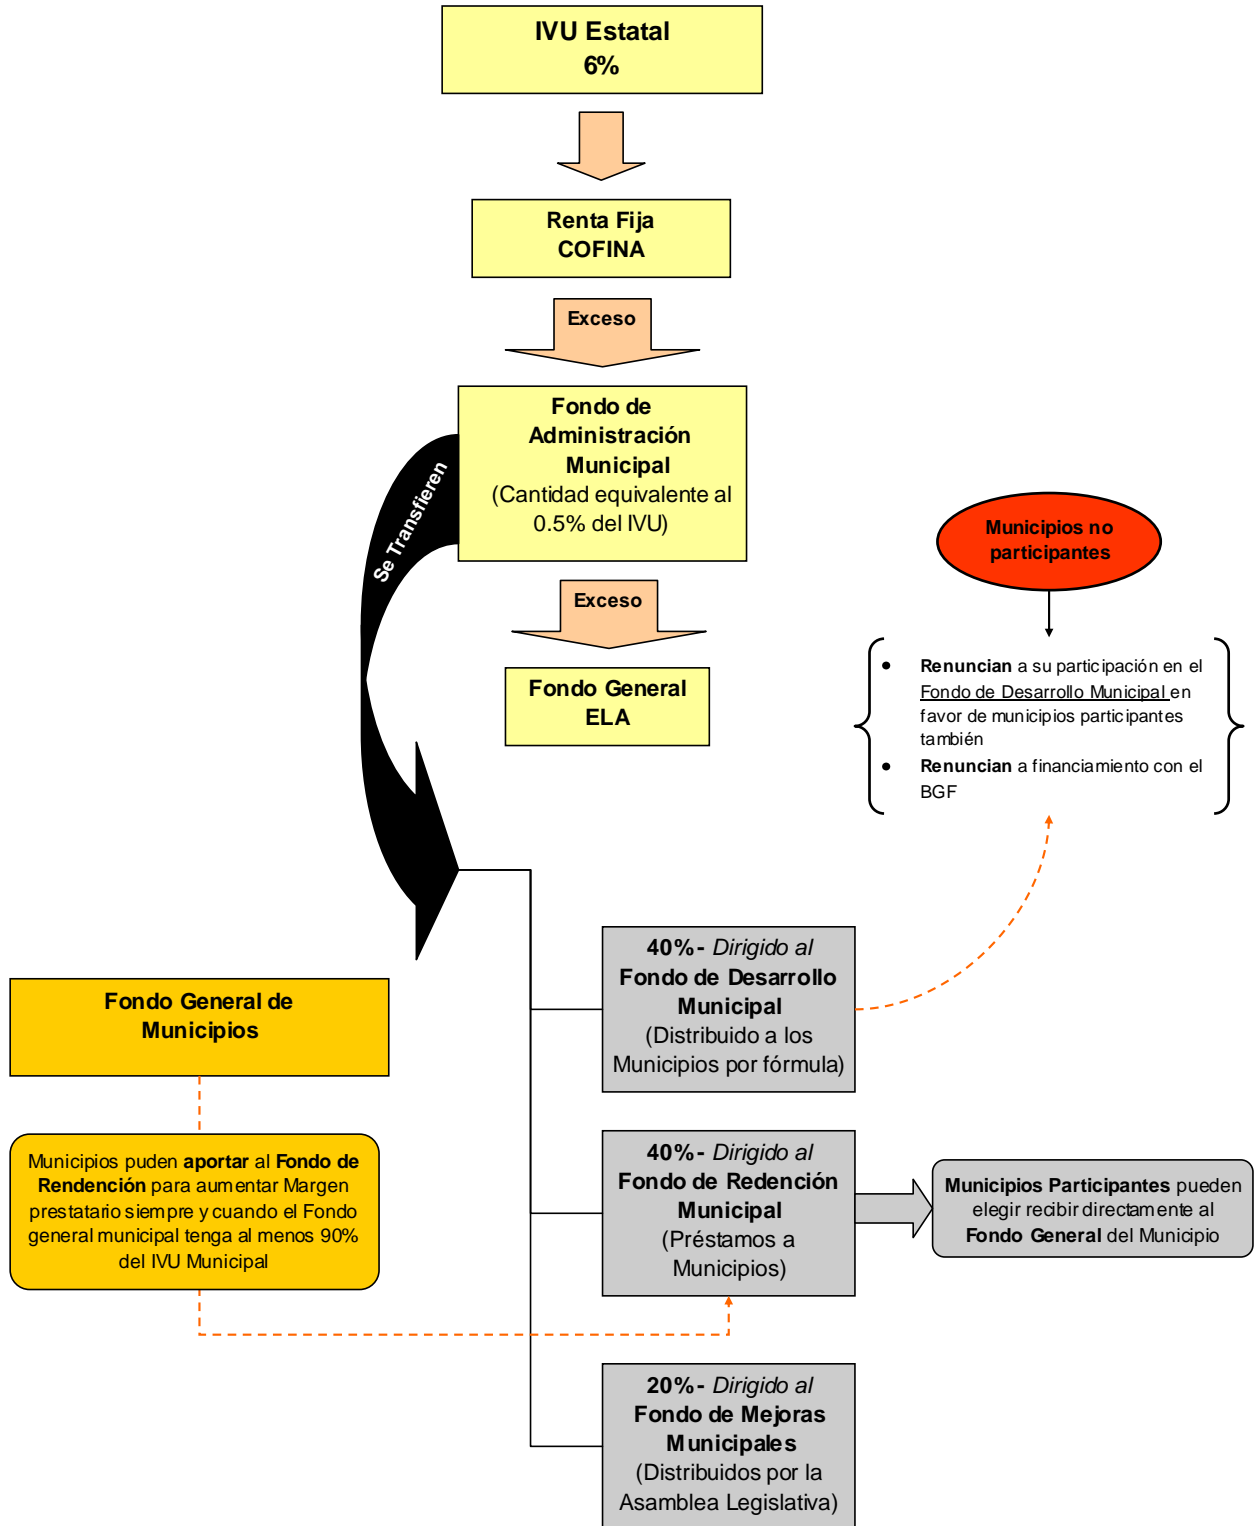 IVU Estatal
6%
Renta Fija
COFINA
Exceso
Fondo de
Administración
Municipal
(Cantidad equivalente al
0.5% del IVU)
Se Transfieren
Exceso
Fondo General
ELA
Municipios no
participantes
• Renuncian a su participación en el
Fondo de Desarrollo Municipal en
favor de municipios participantes
también
• Renuncian a financiamiento con el
BGF
40%- Dirigido al
Fondo de Desarrollo
Municipal
(Distribuido a los
Municipios por fórmula)
Fondo General de
Municipios
Municipios puden aportar al Fondo de
Rendención para aumentar Margen
prestatario siempre y cuando el Fondo
general municipal tenga al menos 90%
del IVU Municipal
40%- Dirigido al
Fondo de Redención
Municipal
(Préstamos a
Municipios)
Municipios Participantes pueden
elegir recibir directamente al
Fondo General del Municipio
20%- Dirigido al
Fondo de Mejoras
Municipales
(Distribuidos por la
Asamblea Legislativa)